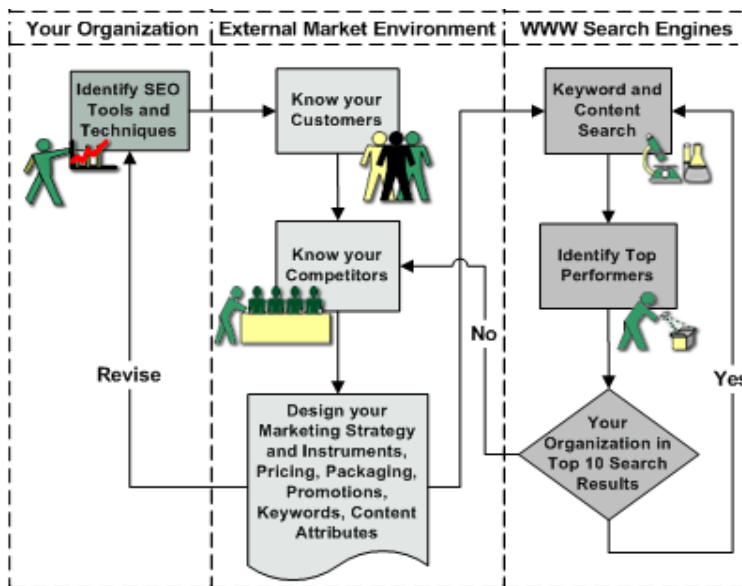 Your Organization
External Market Environment
WWW Search Engines
Identify SEO
Tools and
Techniques
Know your
Customers
Keyword and
Content
Search
Know your
Competitors
Identify Top
Performers
No
Revise
Yes
Design your
Marketing Strategy
and Instruments,
Pricing, Packaging,
Promotions,
Keywords, Content
Attributes
Your
Organization in
Top 10 Search
Results